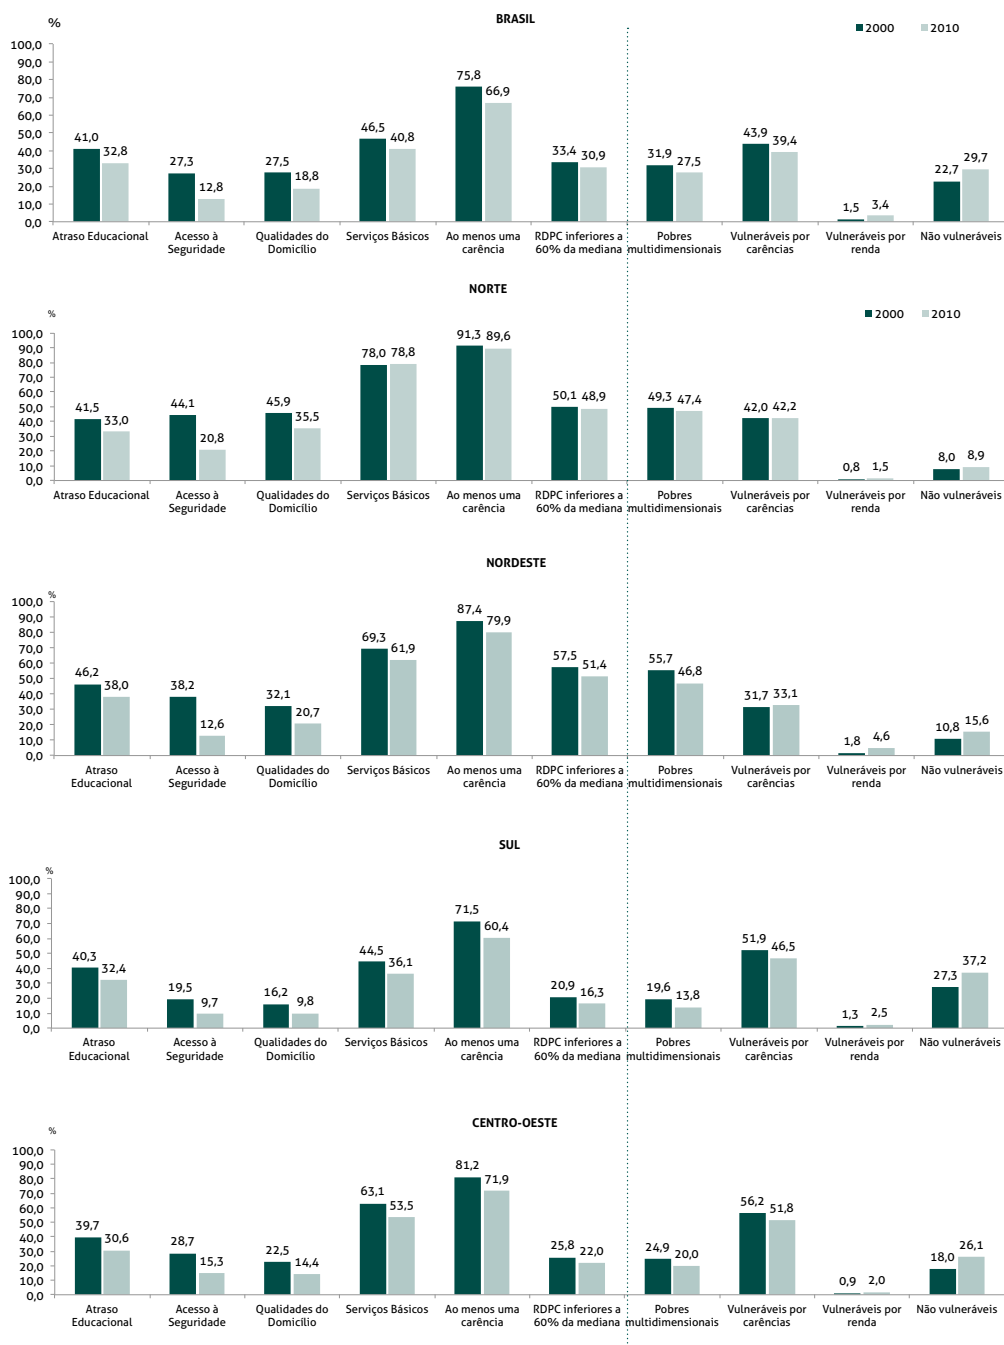 BRASIL
%
2000 2010
100,0
90,0
80,0
70,0
60,0
50,0
40,0
30,0
20,0
10,0
0,0
41,0 32,8
27,3 12,8
27,5 18,8
46,5 40,8
75,8 66,9
33,4 30,9
31,9 27,5
43,9 39,4
1,5 3,4
22,7 29,7
Atraso Educacional
Acesso à
Seguridade
Qualidades do
Domicílio
Serviços Básicos
Ao menos uma
carência
RDPC inferiores a
60% da mediana
Pobres
multidimensionais
Vulneráveis por
carências
Vulneráveis por
renda
Não vulneráveis
NORTE
%
2000 2010
100,0
90,0
80,0
70,0
60,0
50,0
40,0
30,0
20,0
10,0
0,0
41,5 33,0
44,1 20,8
45,9 35,5
78,0 78,8
91,3 89,6
50,1 48,9
49,3 47,4
42,0 42,2
0,8 1,5
8,0 8,9
Atraso Educacional
Acesso à
Seguridade
Qualidades do
Domicílio
Serviços Básicos
Ao menos uma
carência
RDPC inferiores a
60% da mediana
Pobres
multidimensionais
Vulneráveis por
carências
Vulneráveis por
renda
Não vulneráveis
NORDESTE
%
100,0
90,0
80,0
70,0
60,0
50,0
40,0
30,0
20,0
10,0
0,0
46,2 38,0
38,2 12,6
32,1 20,7
69,3 61,9
87,4 79,9
57,5 51,4
55,7 46,8
31,7 33,1
1,8 4,6
10,8 15,6
Atraso
Educacional
Acesso à
Seguridade
Qualidades do
Domicílio
Serviços Básicos
Ao menos uma
carência
RDPC inferiores a
60% da mediana
Pobres
multidimensionais
Vulneráveis por
carências
Vulneráveis por
renda
Não vulneráveis
SUL
%
100,0
90,0
80,0
70,0
60,0
50,0
40,0
30,0
20,0
10,0
0,0
40,3 32,4
19,5 9,7
16,2 9,8
44,5 36,1
71,5 60,4
20,9 16,3
19,6 13,8
51,9 46,5
1,3 2,5
27,3 37,2
Atraso
Educacional
Acesso à
Seguridade
Qualidades do
Domicílio
Serviços Básicos
Ao menos uma
carência
RDPC inferiores a
60% da mediana
Pobres
multidimensionais
Vulneráveis por
carências
Vulneráveis por
renda
Não vulneráveis
CENTRO-OESTE
%
100,0
90,0
80,0
70,0
60,0
50,0
40,0
30,0
20,0
10,0
0,0
39,7 30,6
28,7 15,3
22,5 14,4
63,1 53,5
81,2 71,9
25,8 22,0
24,9 20,0
56,2 51,8
0,9 2,0
18,0 26,1
Atraso
Educacional
Acesso à
Seguridade
Qualidades do
Domicílio
Serviços Básicos
Ao menos uma
carência
RDPC inferiores a
60% da mediana
Pobres
multidimensionais
Vulneráveis por
carências
Vulneráveis por
renda
Não vulneráveis